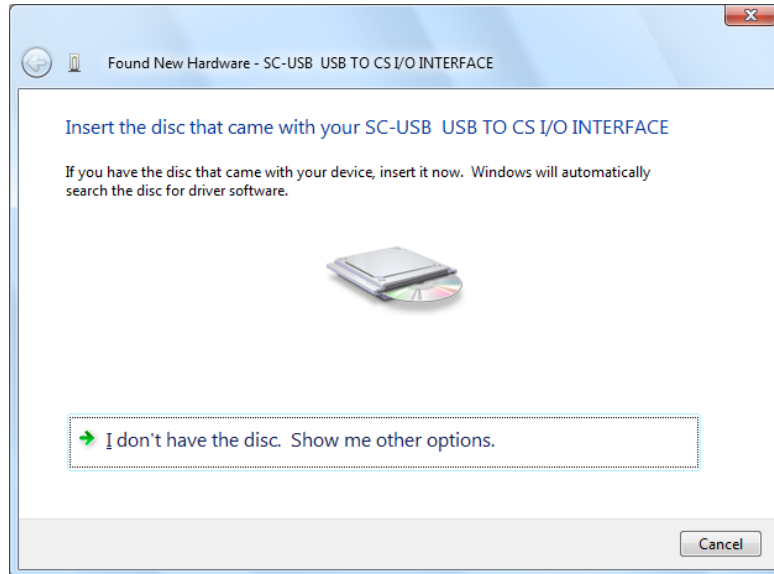 Found New Hardware - SC-USB  USB TO CS I/O INTERFACE
Insert the disc that came with your SC-USB  USB TO CS I/O INTERFACE
If you have the disc that came with your device, insert it now.  Windows will automatically
search the disc for driver software.
I don't have the disc.  Show me other options.
Cancel